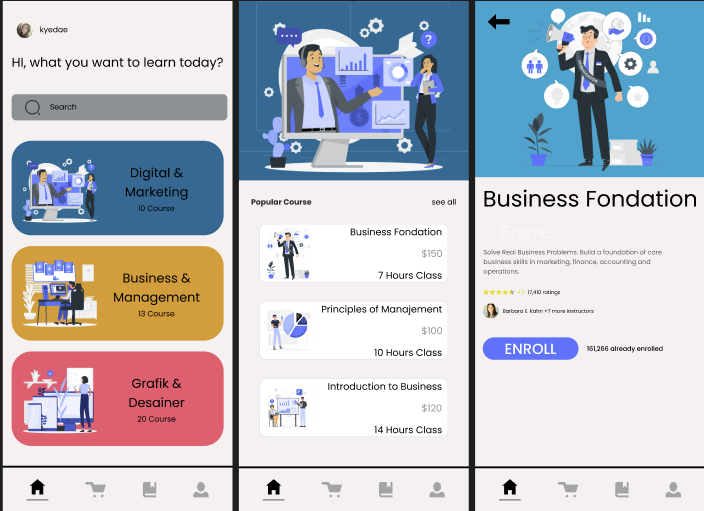 kyedae
HI, what you want to learn today?
Search
Digital &
Marketing
10 Course
Business &
Management
13 Course
Grafik &
Desainer
20 Course
?
Popular Course
see all
Business Fondation
$150
7 Hours Class
Principles of Manajement
$100
10 Hours Class
Introduction to Business
$120
14 Hours Class
Business Fondation
Frame
Solve Real Business Problems. Build a foundation of core
business skills in marketing, finance, accounting and
operations.
17,410 ratings
Barbara E. Kahn +7 more instructors
ENROLL
161,266 already enrolled